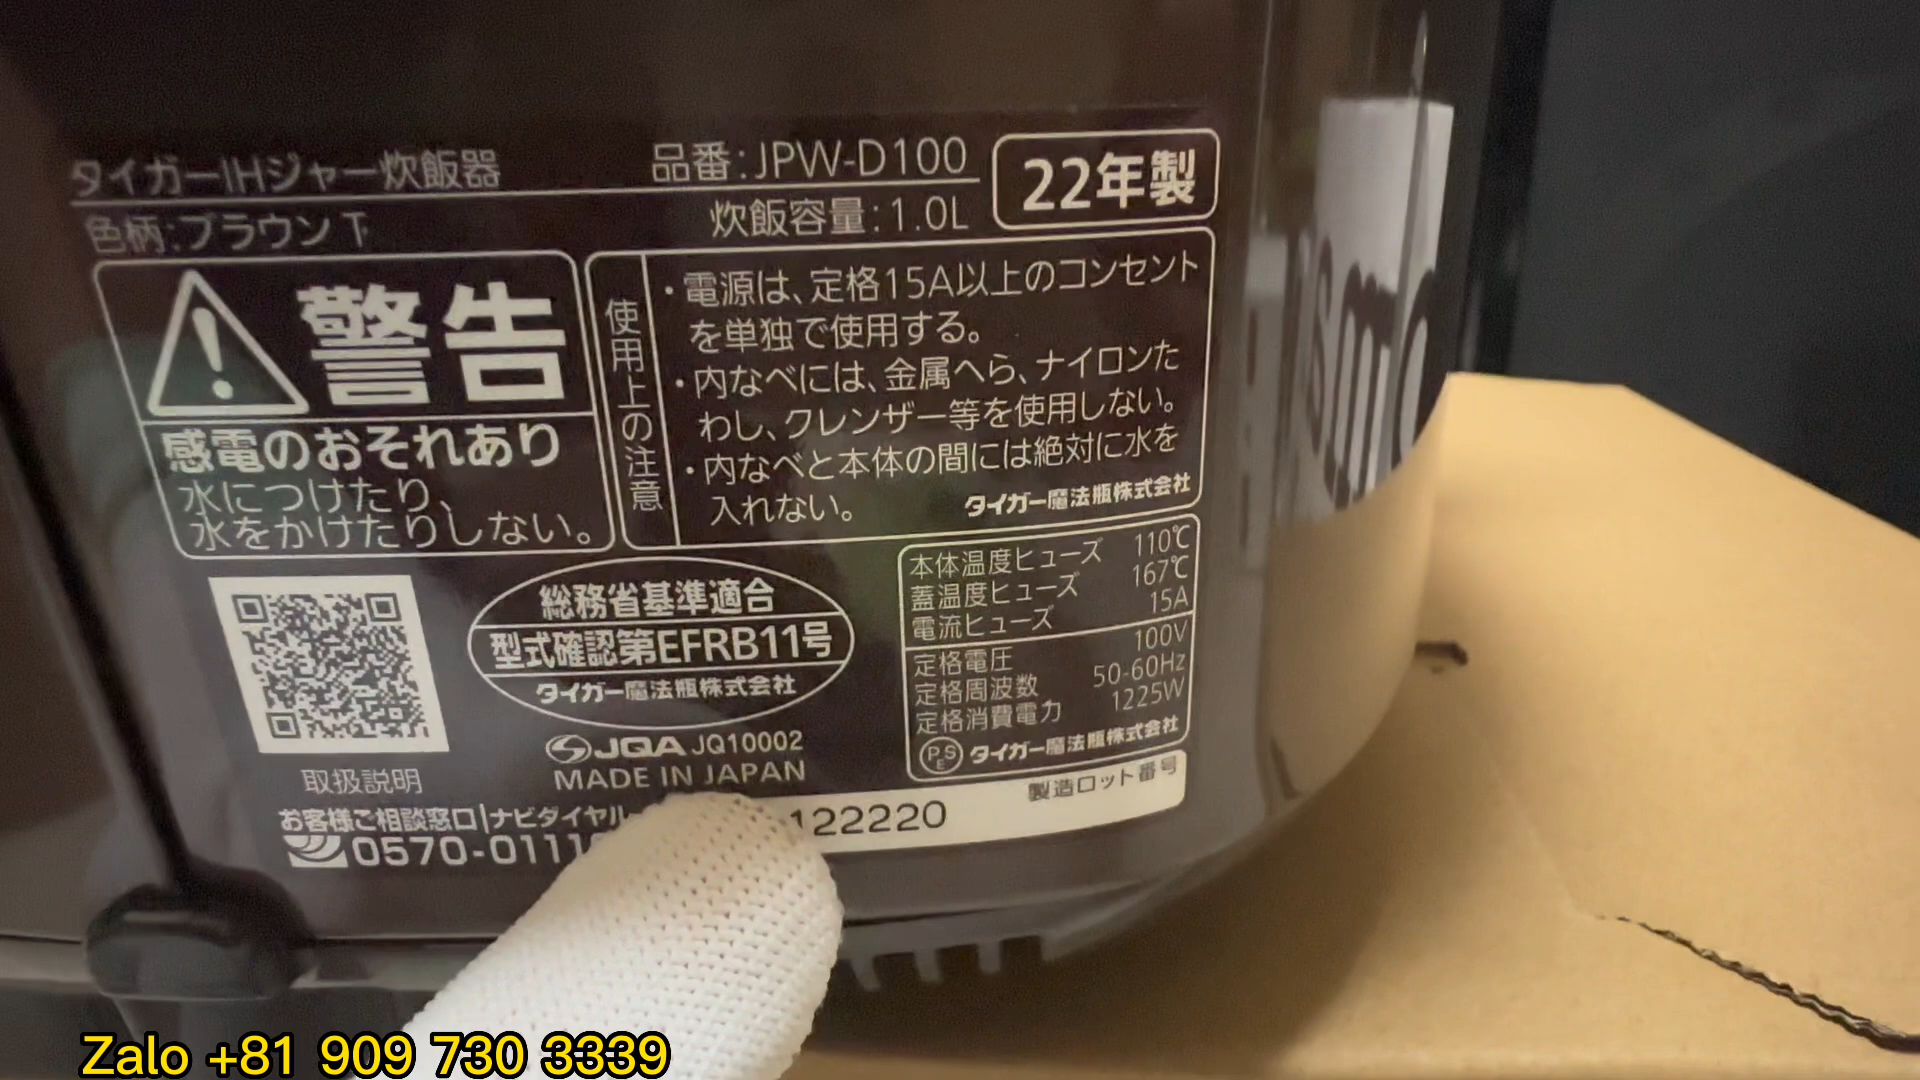 タイガーIHジャー炊飯器
品番:JPW-D100
22年製
色柄:ブラウン T
炊飯容量:1.0L
警告
感電のおそれあり
水につけたり、
水をかけたりしない。
使用上の注意
・電源は、定格15A以上のコンセント
を単独で使用する。
・内なべには、金属へら、ナイロンた
わし、クレンザー等を使用しない。
・内なべと本体の間には絶対に水を
入れない。
タイガー魔法瓶株式会社
総務省基準適合
型式確認第EFRB11号
タイガー魔法瓶株式会社
JQA JQ10002
MADE IN JAPAN
本体温度ヒューズ 110℃
蓋温度ヒューズ 167℃
電流ヒューズ 15A
定格電圧 100V
定格周波数 50-60Hz
定格消費電力 1225W
PSE タイガー魔法瓶株式会社
取扱説明
お客様ご相談窓口|ナビダイヤル
0570-0111
製造ロット番号
122220
Zalo +81 909 730 3339